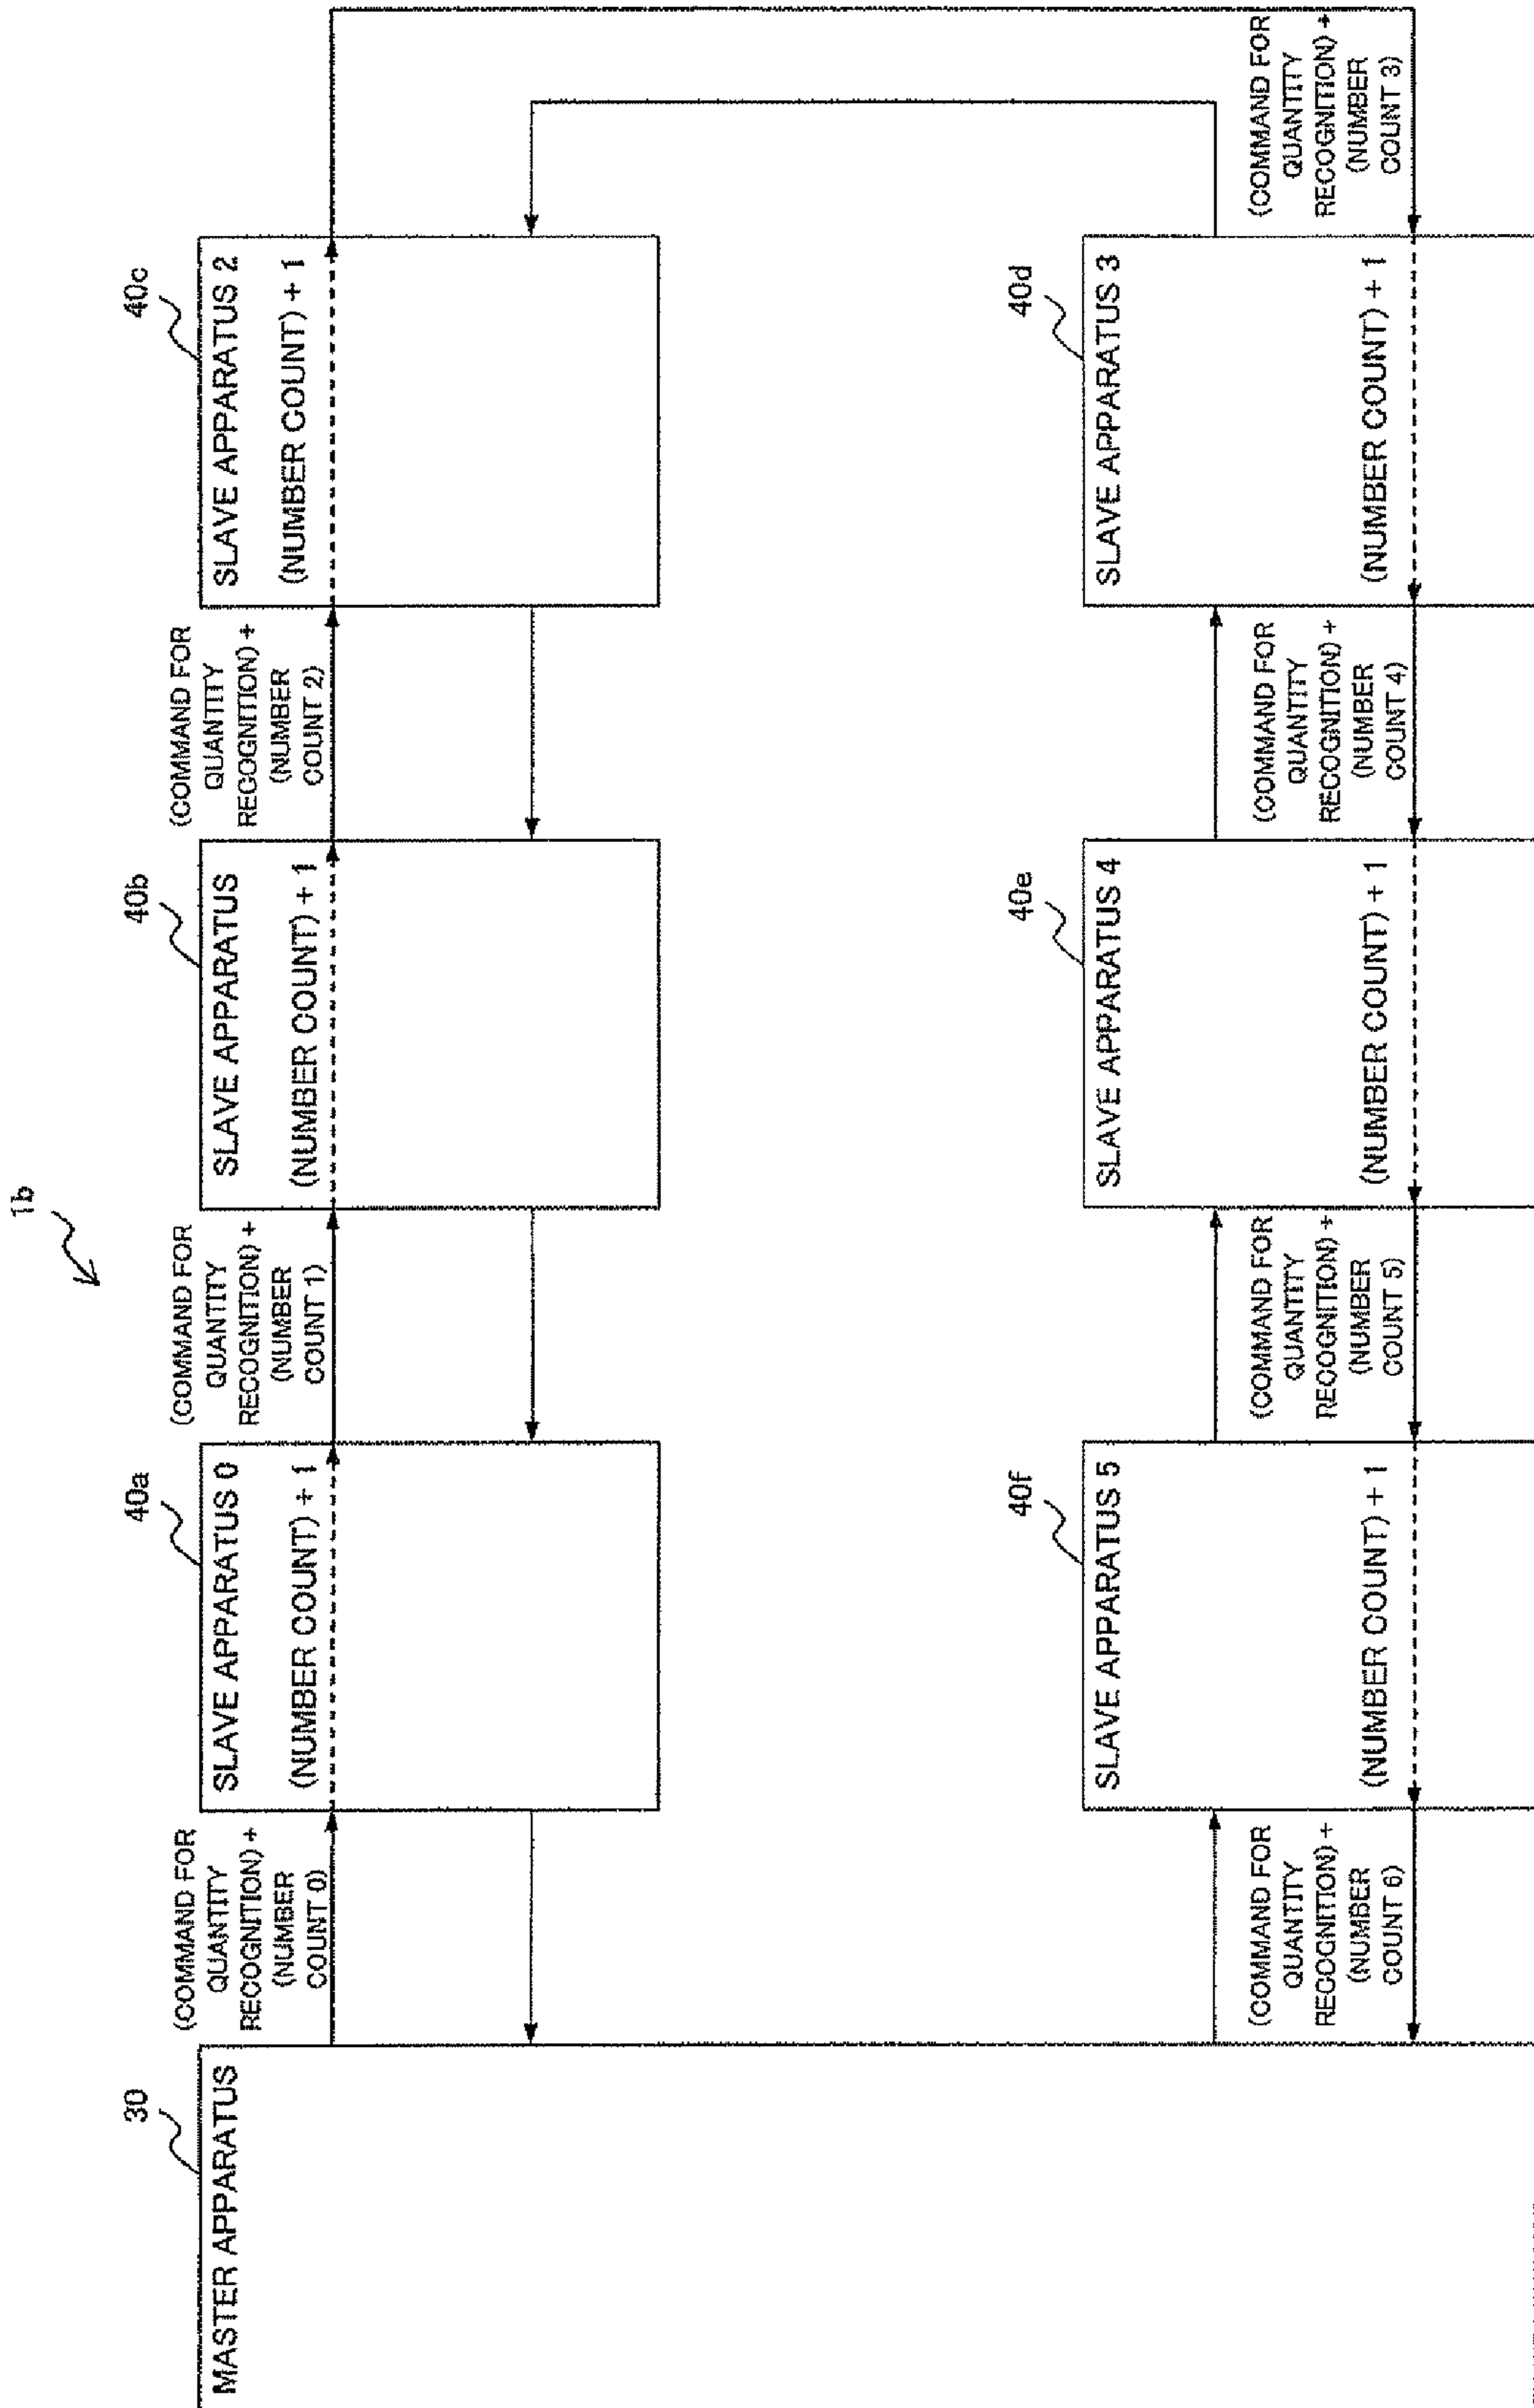 1b
30
MASTER APPARATUS
(COMMAND FOR
QUANTITY
RECOGNITION) +
(NUMBER
COUNT 0)
40a
SLAVE APPARATUS 0
(NUMBER COUNT) + 1
(COMMAND FOR
QUANTITY
RECOGNITION) +
(NUMBER
COUNT 1)
40b
SLAVE APPARATUS
(NUMBER COUNT) + 1
(COMMAND FOR
QUANTITY
RECOGNITION) +
(NUMBER
COUNT 2)
40c
SLAVE APPARATUS 2
(NUMBER COUNT) + 1
(COMMAND FOR
QUANTITY
RECOGNITION) +
(NUMBER
COUNT 3)
40d
SLAVE APPARATUS 3
(NUMBER COUNT) + 1
(COMMAND FOR
QUANTITY
RECOGNITION) +
(NUMBER
COUNT 4)
40e
SLAVE APPARATUS 4
(NUMBER COUNT) + 1
(COMMAND FOR
QUANTITY
RECOGNITION) +
(NUMBER
COUNT 5)
40f
SLAVE APPARATUS 5
(NUMBER COUNT) + 1
(COMMAND FOR
QUANTITY
RECOGNITION) +
(NUMBER
COUNT 6)